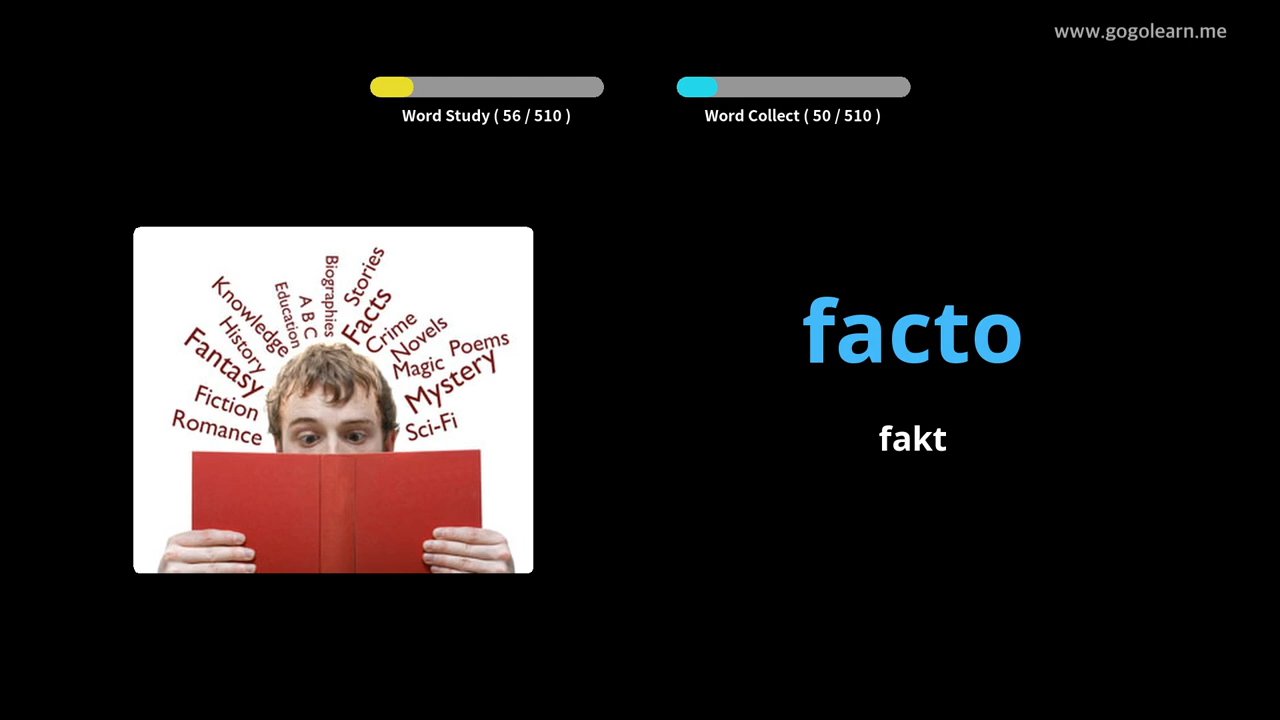 www.gogolearn.me
Word Study ( 56 / 510 )
Word Collect ( 50 / 510 )
Biographies
Stories
Knowledge
Education
A B C
Facts
History
Crime
Novels
Fantasy
Magic
Poems
Mystery
Fiction
Romance
Sci-Fi
facto
fakt